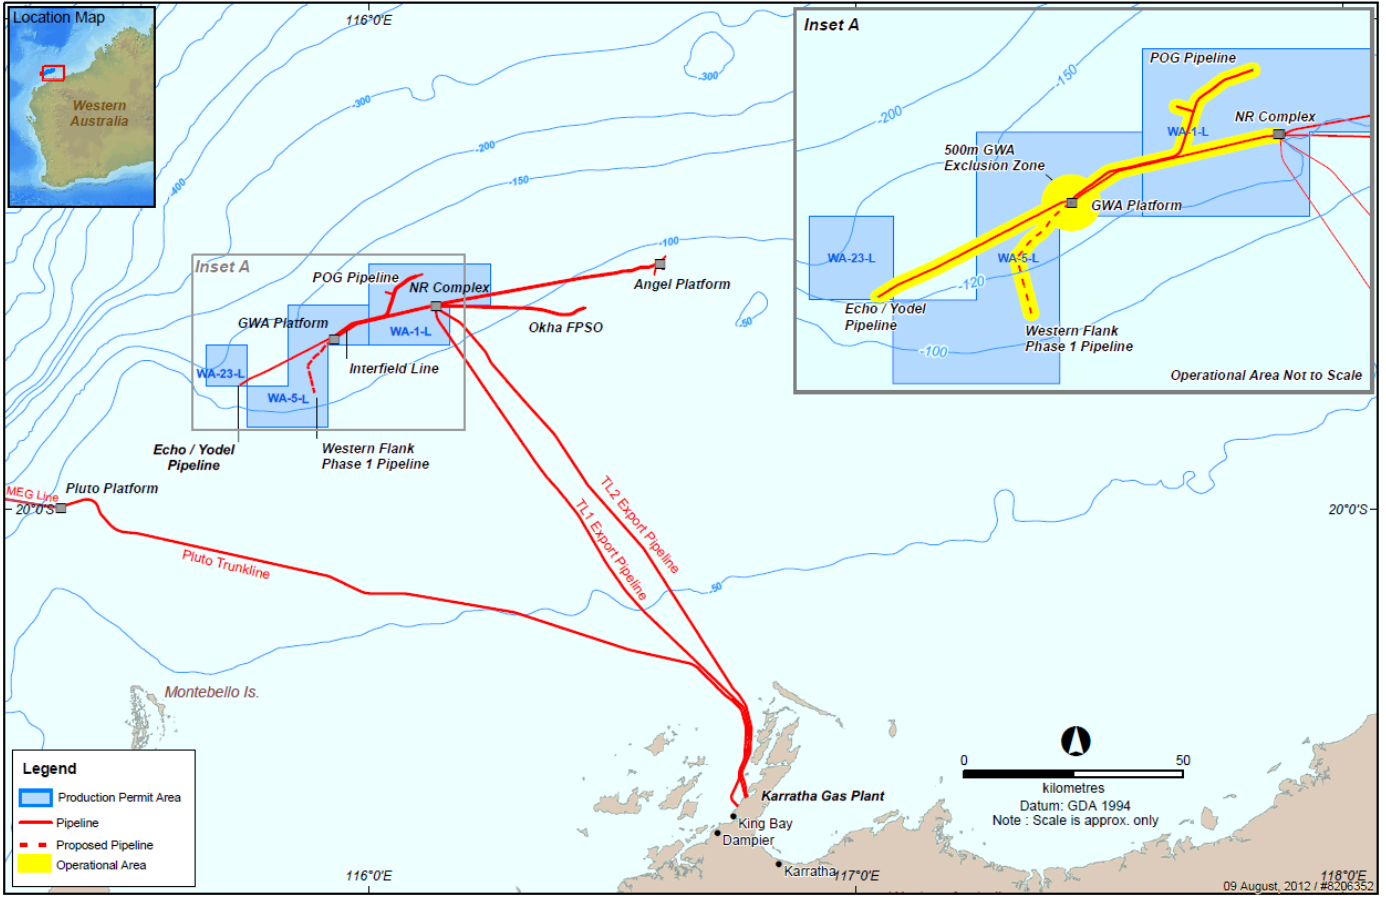 Location Map
Western
Australia
116°0'E
-300
-300
-400
-200
-150
-100
-50
Inset A
POG Pipeline
NR Complex
Angel Platform
GWA Platform
WA-1-L
Okha FPSO
Interfield Line
WA-23-L
WA-5-L
Echo / Yodel
Pipeline
Western Flank
Phase 1 Pipeline
MEG Line
Pluto Platform
20°0'S
20°0'S
Pluto Trunkline
TL2 Export Pipeline
TL1 Export Pipeline
-50
Inset A
-150
-200
POG Pipeline
NR Complex
WA-1-L
500m GWA
Exclusion Zone
GWA Platform
WA-23-L
WA-5-L
-120
Echo / Yodel
Pipeline
Western Flank
Phase 1 Pipeline
-100
Operational Area Not to Scale
Montebello Is.
Legend
Production Permit Area
Pipeline
Proposed Pipeline
Operational Area
Karratha Gas Plant
King Bay
Dampier
Karratha
0 50
kilometres
Datum: GDA 1994
Note : Scale is approx. only
116°0'E
117°0'E
118°0'E
09 August, 2012 / #8206352